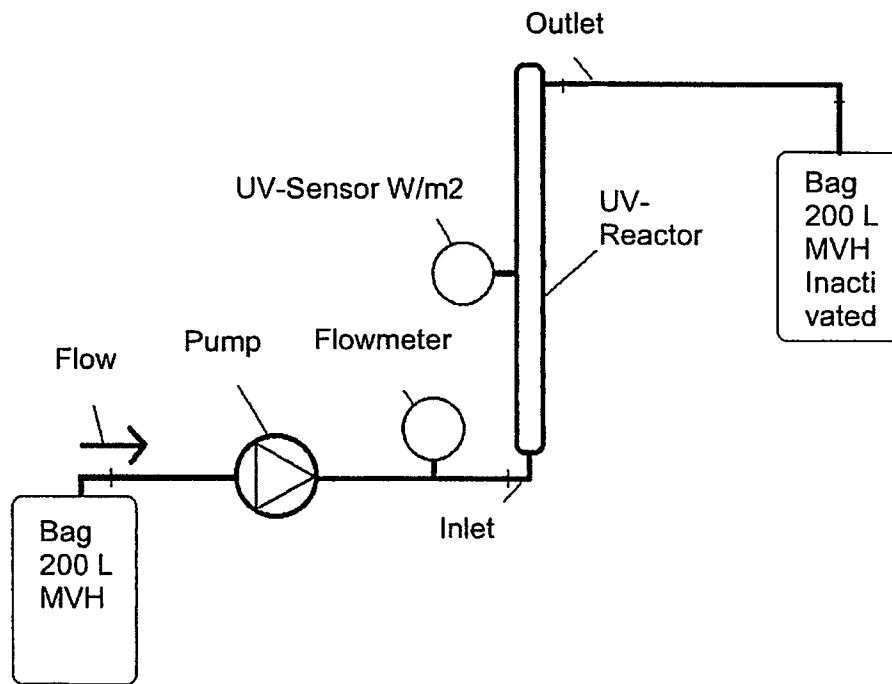 Outlet
UV-Sensor W/m2
UV-
Reactor
Bag
200 L
MVH
Inacti
vated
Flow
Pump
Flowmeter
Inlet
Bag
200 L
MVH